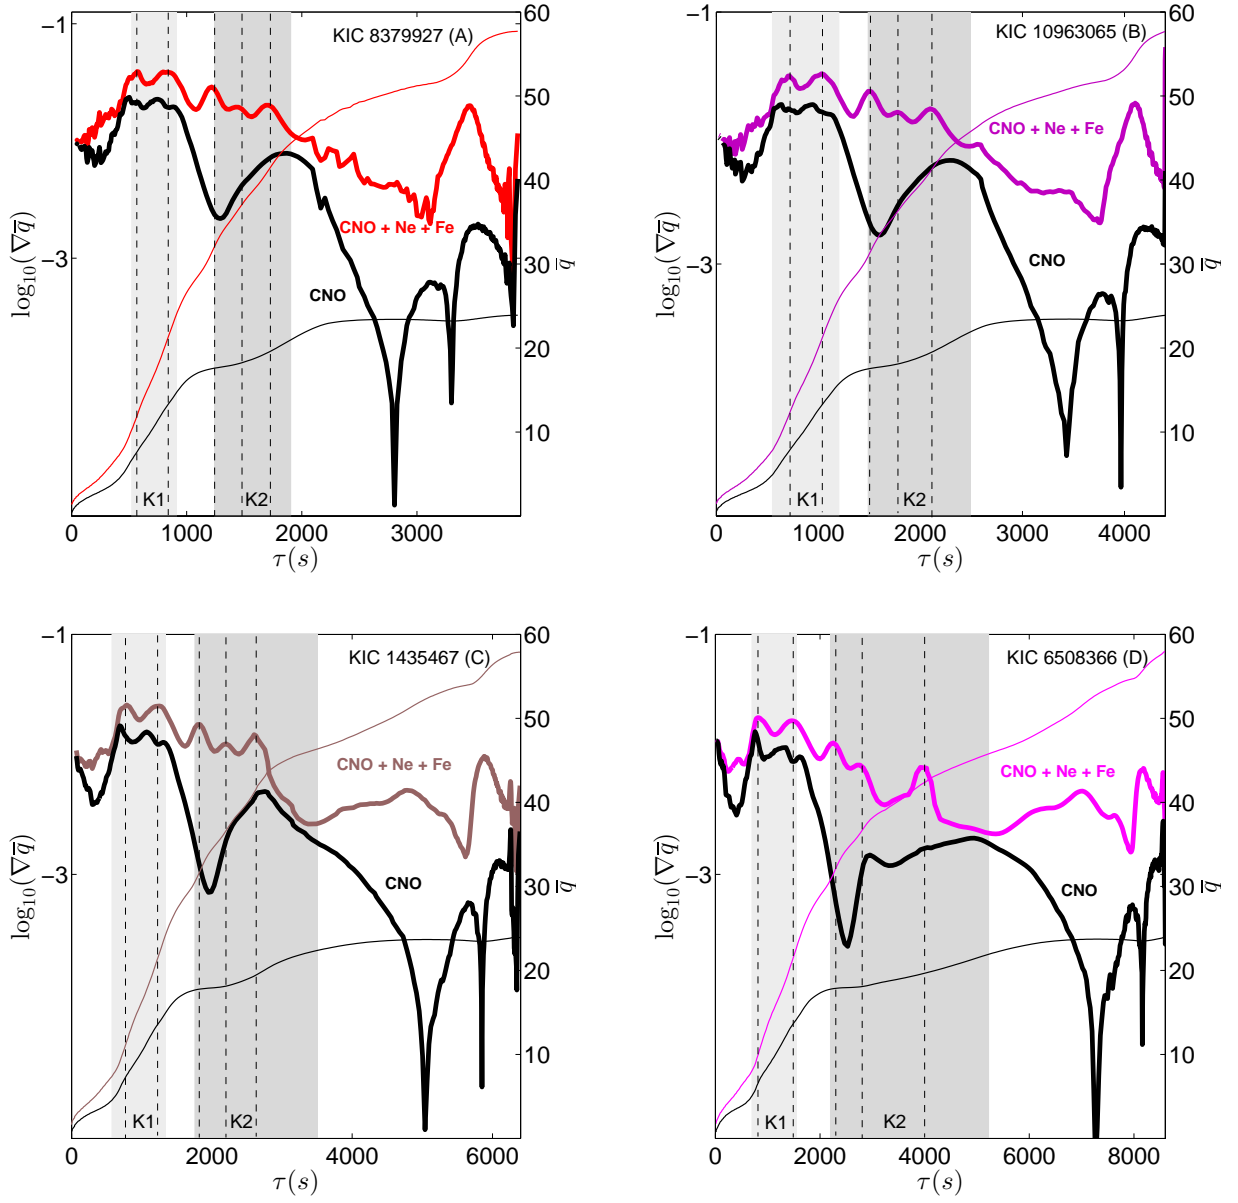 −1
60
KIC 8379927 (A)
50
CNO + Ne + Fe
40
log₁₀(∇q̅)
−3
30
q̅
CNO
20
10
K1
K2
0
1000
2000
3000
τ(s)
−1
60
KIC 10963065 (B)
50
CNO + Ne + Fe
40
log₁₀(∇q̅)
−3
CNO
30
q̅
20
10
K1
K2
0
1000
2000
3000
4000
τ(s)
−1
60
KIC 1435467 (C)
50
CNO + Ne + Fe
40
log₁₀(∇q̅)
−3
CNO
30
q̅
20
10
K1
K2
0
2000
4000
6000
τ(s)
−1
60
KIC 6508366 (D)
50
CNO + Ne + Fe
40
log₁₀(∇q̅)
−3
CNO
30
q̅
20
10
K1
K2
0
2000
4000
6000
8000
τ(s)